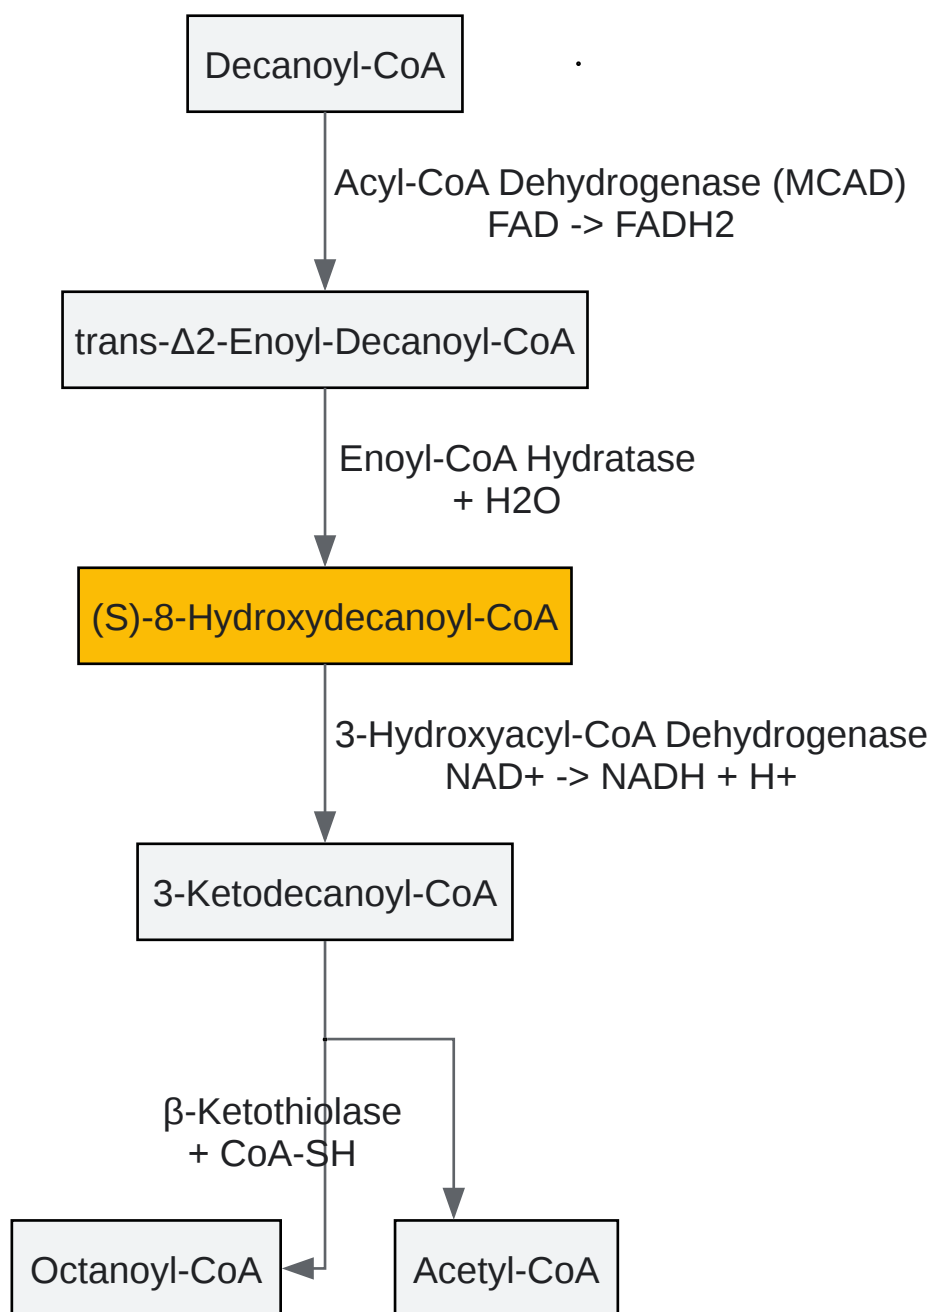 Decanoyl-CoA
Acyl-CoA Dehydrogenase (MCAD)
FAD -> FADH2
trans-Δ2-Enoyl-Decanoyl-CoA
Enoyl-CoA Hydratase
+ H2O
(S)-8-Hydroxydecanoyl-CoA
3-Hydroxyacyl-CoA Dehydrogenase
NAD+ -> NADH + H+
3-Ketodecanoyl-CoA
β-Ketothiolase
+ CoA-SH
Octanoyl-CoA
Acetyl-CoA